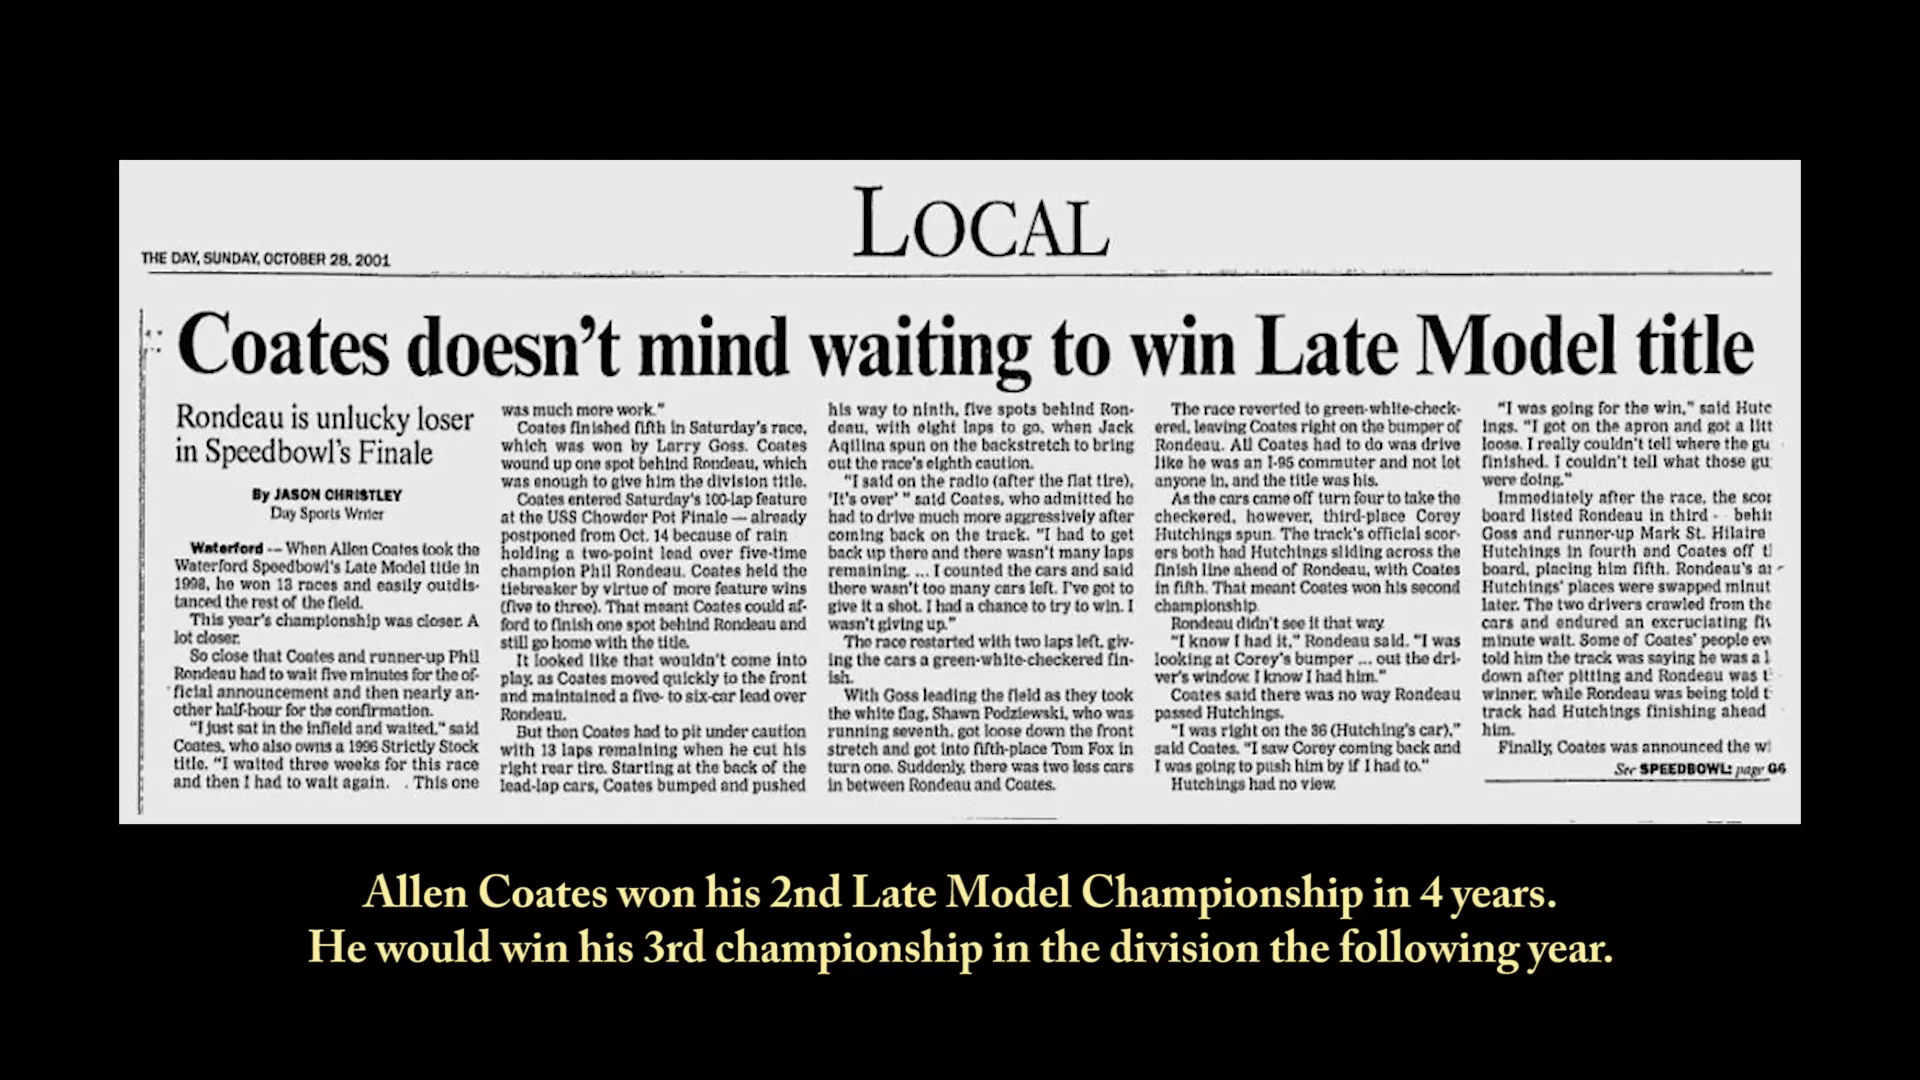 LOCAL
THE DAY, SUNDAY, OCTOBER 28, 2001
Coates doesn't mind waiting to win Late Model title
Rondeau is unlucky loser
in Speedbowl's Finale
By JASON CHRISTLEY
Day Sports Writer
Waterford -- When Allen Coates took the
Waterford Speedbowl's Late Model title in
1998, he won 13 races and easily outdis-
tanced the rest of the field.
This year's championship was closer. A
lot closer.
So close that Coates and runner-up Phil
Rondeau had to wait five minutes for the of-
ficial announcement and then nearly an-
other half-hour for the confirmation.
"I just sat in the infield and waited," said
Coates, who also owns a 1996 Strictly Stock
title. "I waited three weeks for this race
and then I had to wait again. . This one
was much more work."
Coates finished fifth in Saturday's race,
which was won by Larry Goss. Coates
wound up one spot behind Rondeau, which
was enough to give him the division title.
Coates entered Saturday's 100-lap feature
at the USS Chowder Pot Finale — already
postponed from Oct. 14 because of rain
holding a two-point lead over five-time
champion Phil Rondeau. Coates held the
tiebreaker by virtue of more feature wins
(five to three). That meant Coates could af-
ford to finish one spot behind Rondeau and
still go home with the title.
It looked like that wouldn't come into
play, as Coates moved quickly to the front
and maintained a five- to six-car lead over
Rondeau.
But then Coates had to pit under caution
with 13 laps remaining when he cut his
right rear tire. Starting at the back of the
lead-lap cars, Coates bumped and pushed
his way to ninth, five spots behind Ron-
deau, with eight laps to go, when Jack
Aqilina spun on the backstretch to bring
out the race's eighth caution.
"I said on the radio (after the flat tire),
'It's over' " said Coates, who admitted he
had to drive much more aggressively after
coming back on the track. "I had to get
back up there and there wasn't many laps
remaining. ... I counted the cars and said
there wasn't too many cars left. I've got to
give it a shot. I had a chance to try to win. I
wasn't giving up."
The race restarted with two laps left, giv-
ing the cars a green-white-checkered fin-
ish.
With Goss leading the field as they took
the white flag, Shawn Podziewski, who was
running seventh, got loose down the front
stretch and got into fifth-place Tom Fox in
turn one. Suddenly, there was two less cars
in between Rondeau and Coates.
The race reverted to green-white-check-
ered, leaving Coates right on the bumper of
Rondeau. All Coates had to do was drive
like he was an I-95 commuter and not let
anyone in, and the title was his.
As the cars came off turn four to take the
checkered, however, third-place Corey
Hutchings spun. The track's official scor-
ers both had Hutchings sliding across the
finish line ahead of Rondeau, with Coates
in fifth. That meant Coates won his second
championship.
Rondeau didn't see it that way.
"I know I had it," Rondeau said. "I was
looking at Corey's bumper ... out the dri-
ver's window. I know I had him."
Coates said there was no way Rondeau
passed Hutchings.
"I was right on the 36 (Hutching's car),"
said Coates. "I saw Corey coming back and
I was going to push him by if I had to."
Hutchings had no view.
"I was going for the win," said Hutc
ings. "I got on the apron and got a litt
loose. I really couldn't tell where the gu
finished. I couldn't tell what those gu
were doing."
Immediately after the race, the scor
board listed Rondeau in third - behi
Goss and runner-up Mark St. Hilaire
Hutchings in fourth and Coates off t
board, placing him fifth. Rondeau's a
Hutchings' places were swapped minut
later. The two drivers crawled from the
cars and endured an excruciating fiv
minute wait. Some of Coates' people ev
told him the track was saying he was a l
down after pitting and Rondeau was t
winner, while Rondeau was being told t
track had Hutchings finishing ahead
him.
Finally, Coates was announced the wi
See SPEEDBOWL: page G6
Allen Coates won his 2nd Late Model Championship in 4 years.
He would win his 3rd championship in the division the following year.